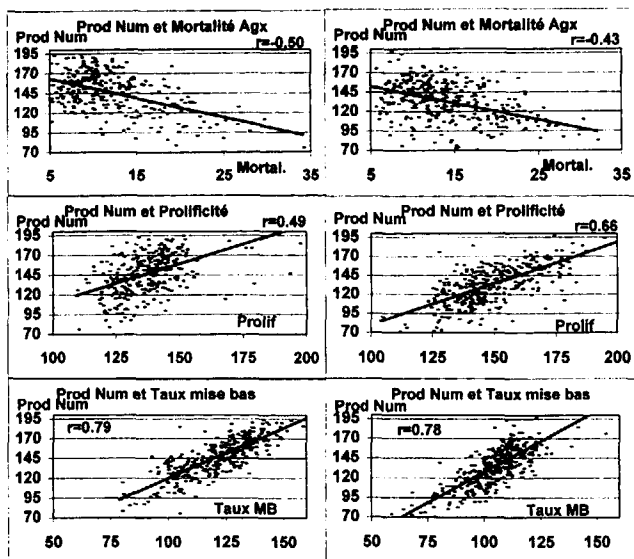 Prod Num et Mortalité Agx
Prod Num
r=-0,50
195
170
145
120
95
70
Mortal.
5 15 25 35
Prod Num et Mortalité Agx
Prod Num
r=-0.43
195
170
145
120
95
70
Mortal.
5 15 25 35
Prod Num et Prolificité
Prod Num
r=0.49
195
170
145
120
95
70
Prolif
100 125 150 175 200
Prod Num et Prolificité
Prod Num
r=0.66
195
170
145
120
95
70
Prolif
100 125 150 175 200
Prod Num et Taux mise bas
Prod Num
195
r=0.79
170
145
120
95
70
Taux MB
50 100 150
Prod Num et Taux mise bas
Prod Num
195
r=0.78
170
145
120
95
70
Taux MB
60 80 100 120 140 160